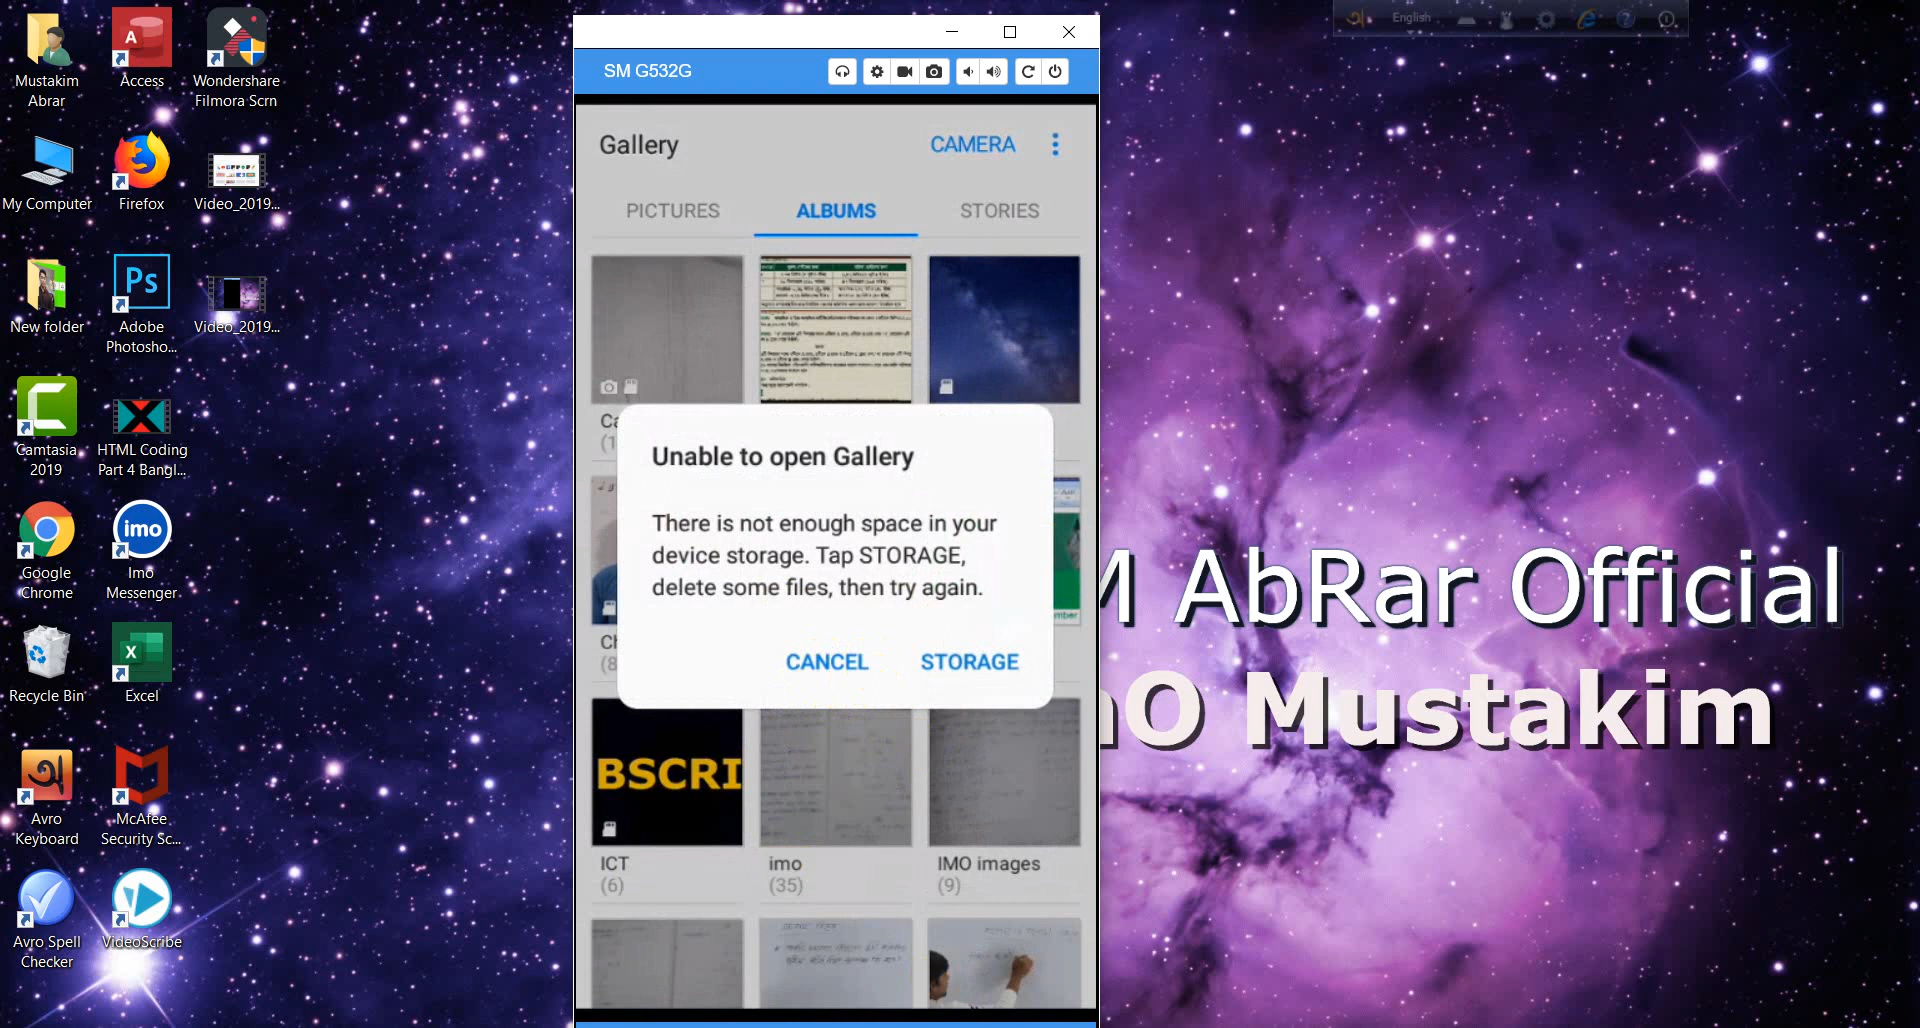 Mustakim
Abrar
Access
Wondershare
Filmora Scrn
My Computer
Firefox
Video_2019...
New folder
Adobe
Photosho...
Video_2019...
Camtasia
2019
HTML Coding
Part 4 Bangl...
Google
Chrome
imo
Imo
Messenger
Recycle Bin
Excel
Avro
Keyboard
McAfee
Security Sc...
Avro Spell
Checker
VideoScribe
SM G532G
Gallery
CAMERA
PICTURES
ALBUMS
STORIES
Unable to open Gallery
There is not enough space in your
device storage. Tap STORAGE,
delete some files, then try again.
CANCEL
STORAGE
BSCRI
ICT
(6)
imo
(35)
IMO images
(9)
English
M AbRar Official
nO Mustakim